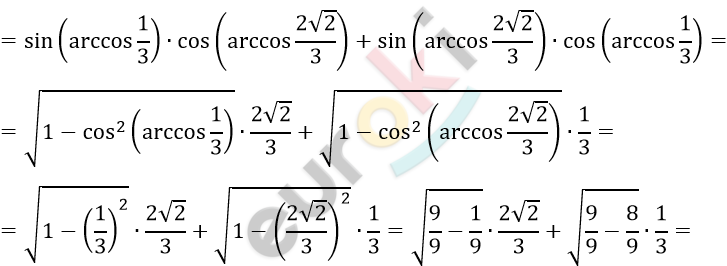 = sin(arccos 1/3) · cos(arccos 2√2/3) + sin(arccos 2√2/3) · cos(arccos 1/3) =
= √(1 − cos²(arccos 1/3)) · 2√2/3 + √(1 − cos²(arccos 2√2/3)) · 1/3 =
= √(1 − (1/3)²) · 2√2/3 + √(1 − (2√2/3)²) · 1/3 = √(9/9 − 1/9) · 2√2/3 + √(9/9 − 8/9) · 1/3 =
euroki